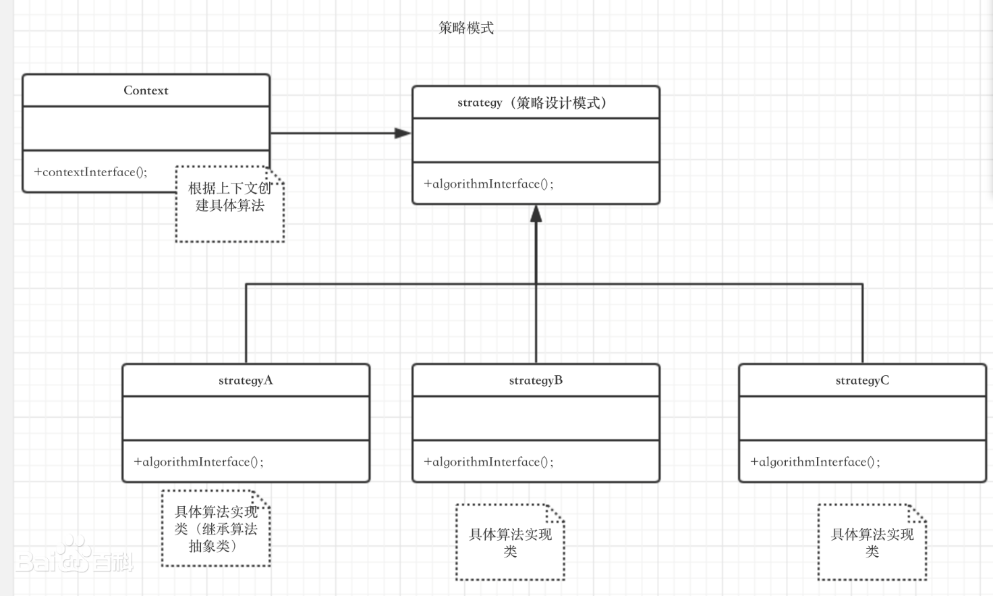 策略模式
Context
+contextInterface();
根据上下文创
建具体算法
strategy（策略设计模式）
+algorithmInterface();
strategyA
+algorithmInterface();
具体算法实现
类（继承算法
抽象类）
strategyB
+algorithmInterface();
具体算法实现
类
strategyC
+algorithmInterface();
具体算法实现
类
Bai百科